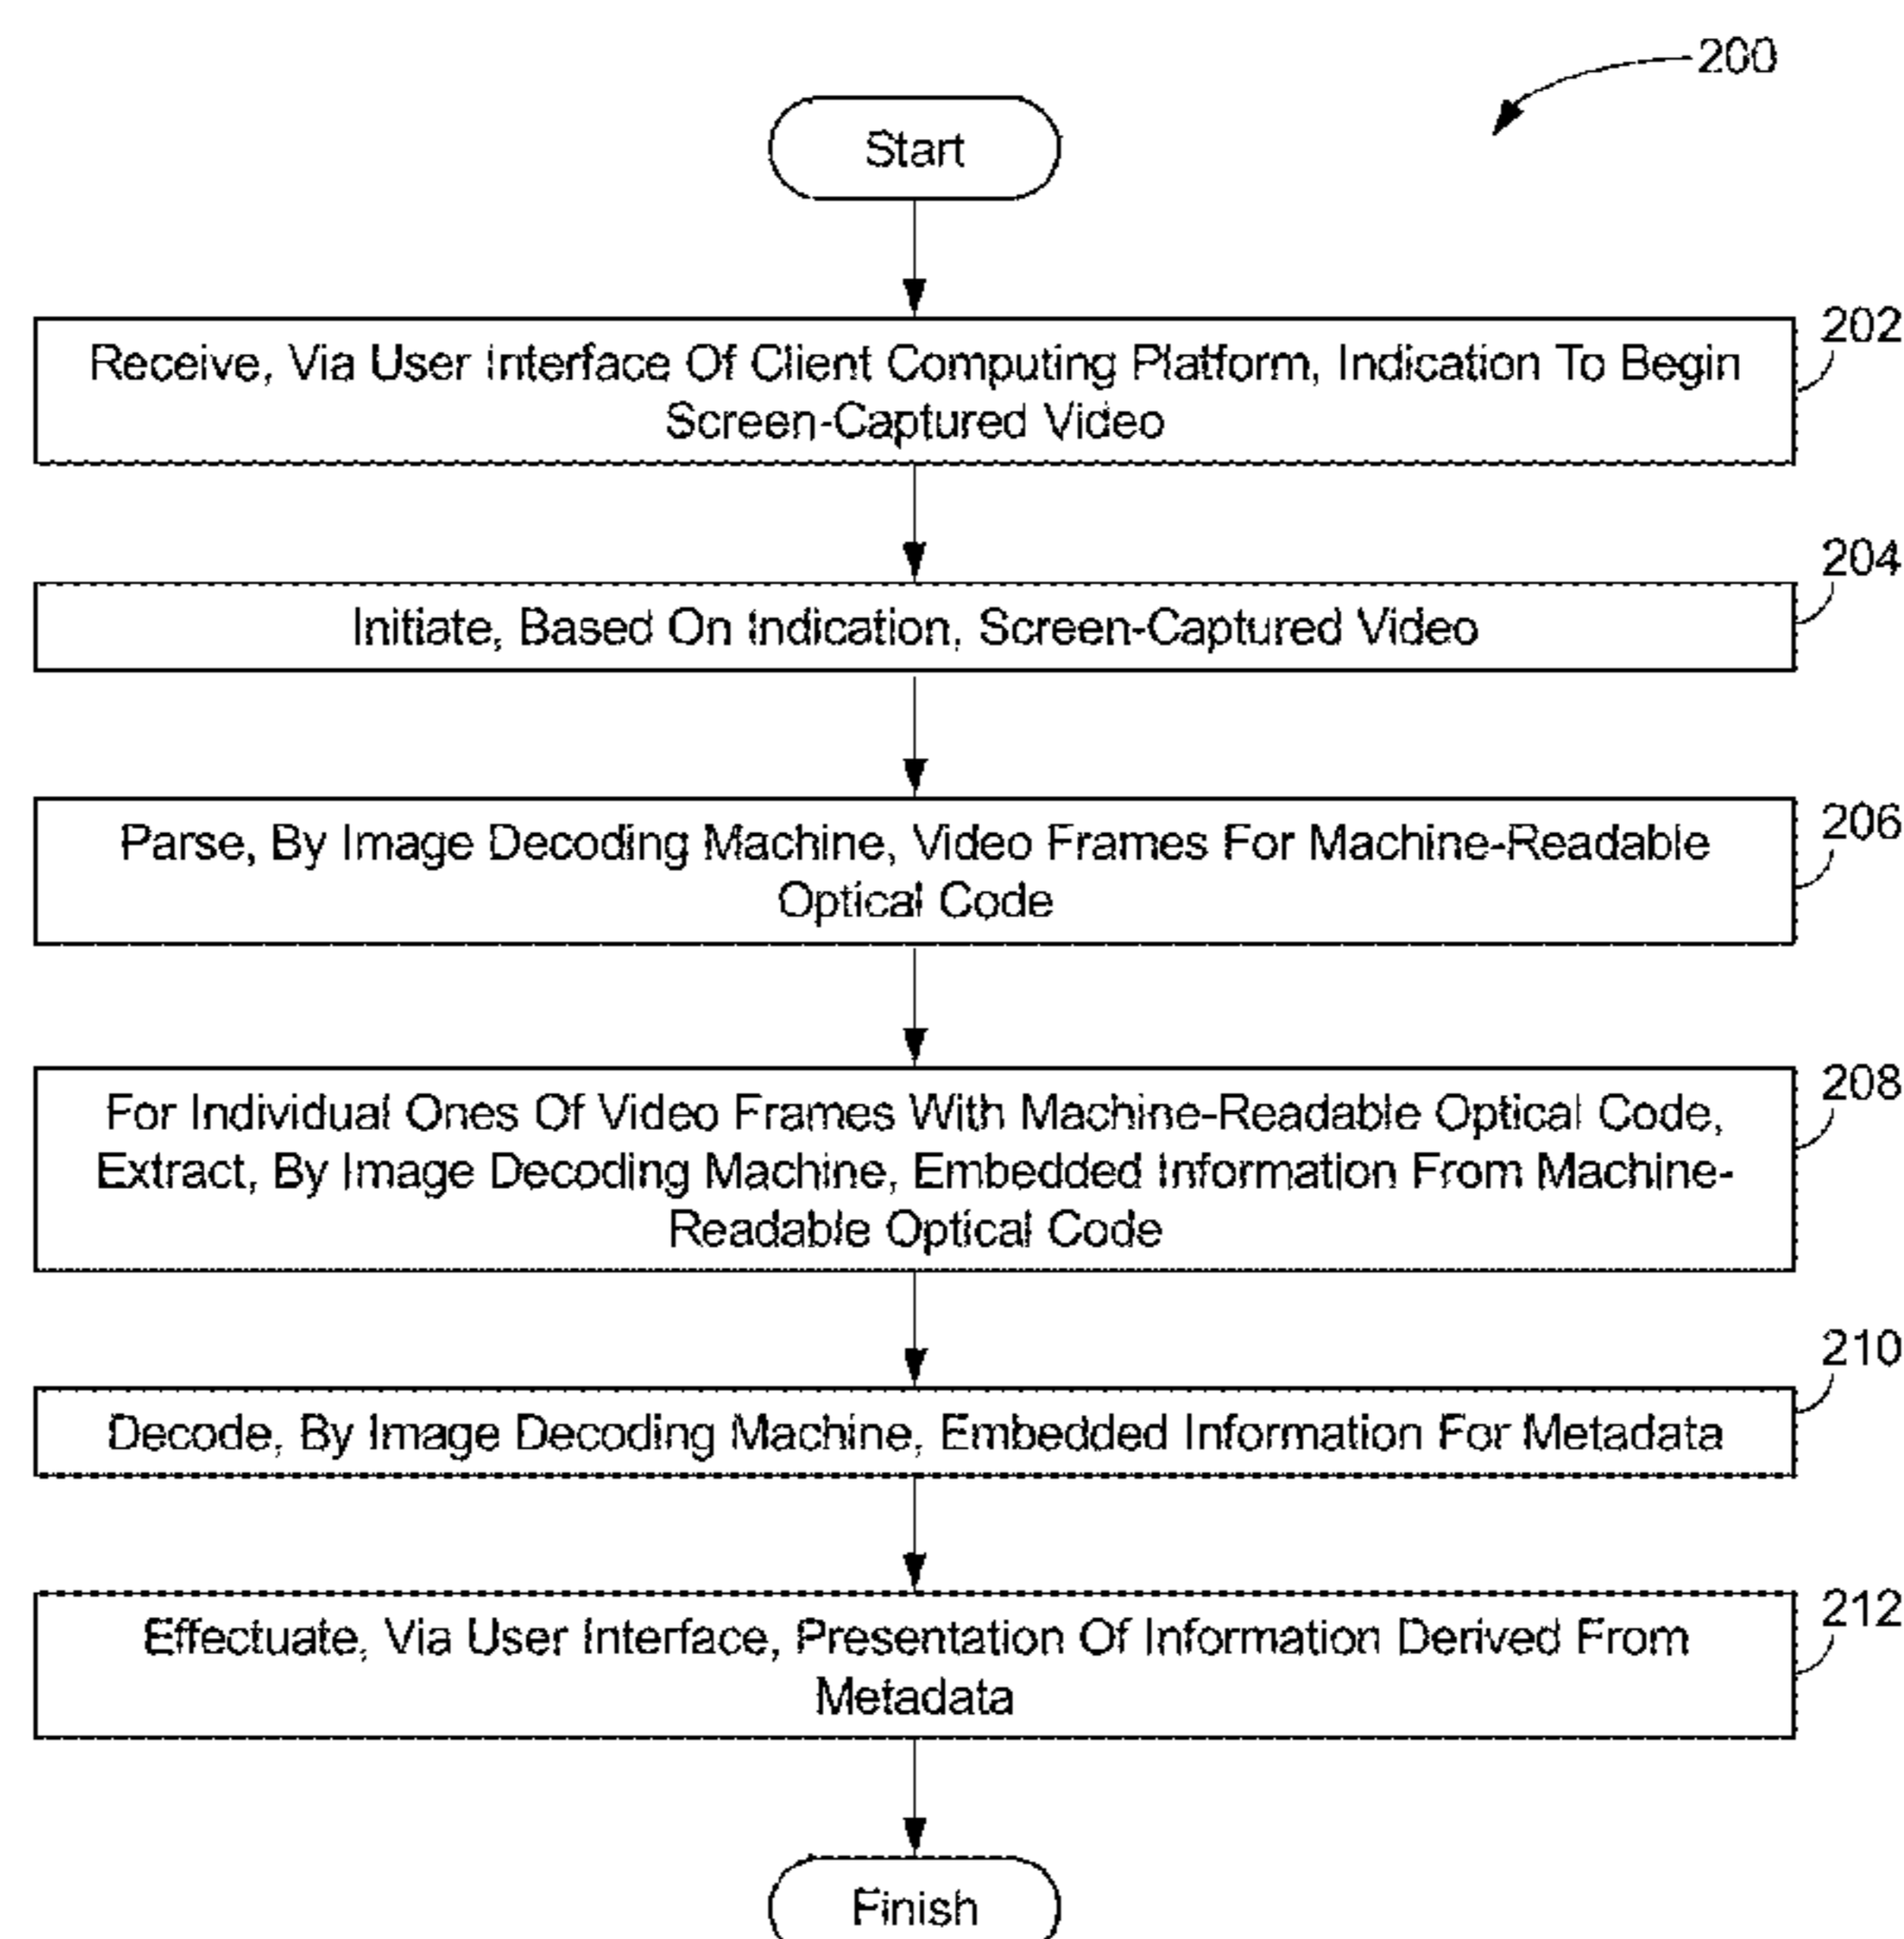 200
Start
202
Receive, Via User Interface Of Client Computing Platform, Indication To Begin
Screen-Captured Video
204
Initiate, Based On Indication, Screen-Captured Video
206
Parse, By Image Decoding Machine, Video Frames For Machine-Readable
Optical Code
208
For Individual Ones Of Video Frames With Machine-Readable Optical Code,
Extract, By Image Decoding Machine, Embedded Information From Machine-
Readable Optical Code
210
Decode, By Image Decoding Machine, Embedded Information For Metadata
212
Effectuate, Via User Interface, Presentation Of Information Derived From
Metadata
Finish